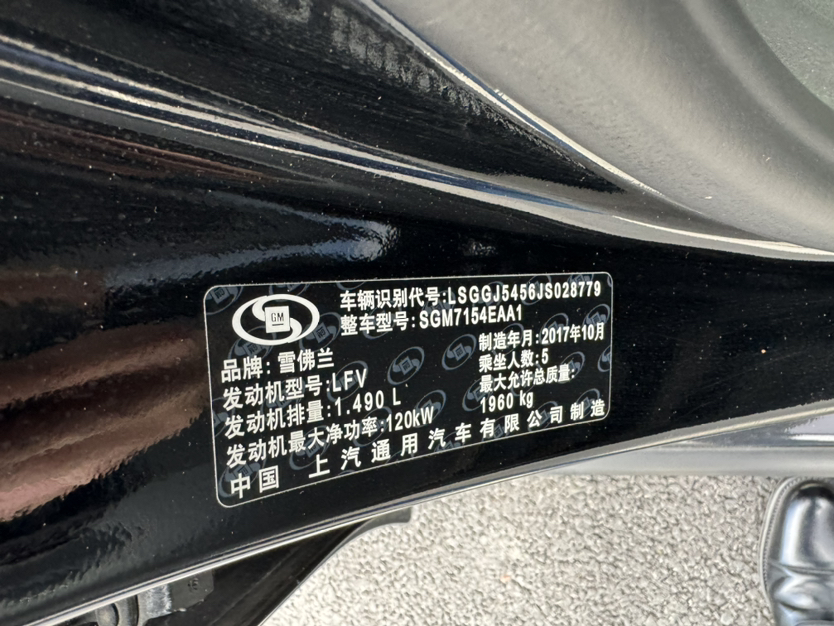 GM
车辆识别代号:LSGGJ5456JS028779
整车型号:SGM7154EAA1
品牌:雪佛兰
制造年月:2017年10月
发动机型号:LFV
乘坐人数:5
发动机排量:1.490 L
最大允许总质量:
1960 kg
发动机最大净功率:120kW
中国 上汽通用汽车有限公司制造